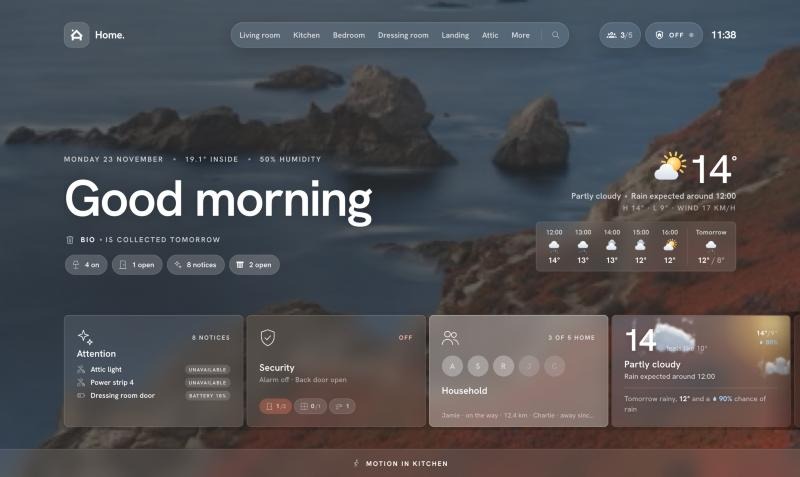 Home.
Living room Kitchen Bedroom Dressing room Landing Attic More
3/5
OFF
11:38
MONDAY 23 NOVEMBER • 19.1° INSIDE • 50% HUMIDITY
Good morning
BIO • IS COLLECTED TOMORROW
4 on
1 open
8 notices
2 open
14°
Partly cloudy • Rain expected around 12:00
H 14° · L 9° · WIND 17 KM/H
12:00 13:00 14:00 15:00 16:00 Tomorrow
14° 13° 13° 12° 12° 12° / 8°
8 NOTICES
Attention
Attic light UNAVAILABLE
Power strip 4 UNAVAILABLE
Dressing room door BATTERY 16%
OFF
Security
Alarm off · Back door open
1/2 0/1 1
3 OF 5 HOME
A S R J C
Household
Jamie · on the way · 12.4 km · Charlie · away sinc...
14° feels like 10°
14°/9°
Partly cloudy
Rain expected around 12:00
Tomorrow rainy, 12° and a 90% chance of
rain
MOTION IN KITCHEN